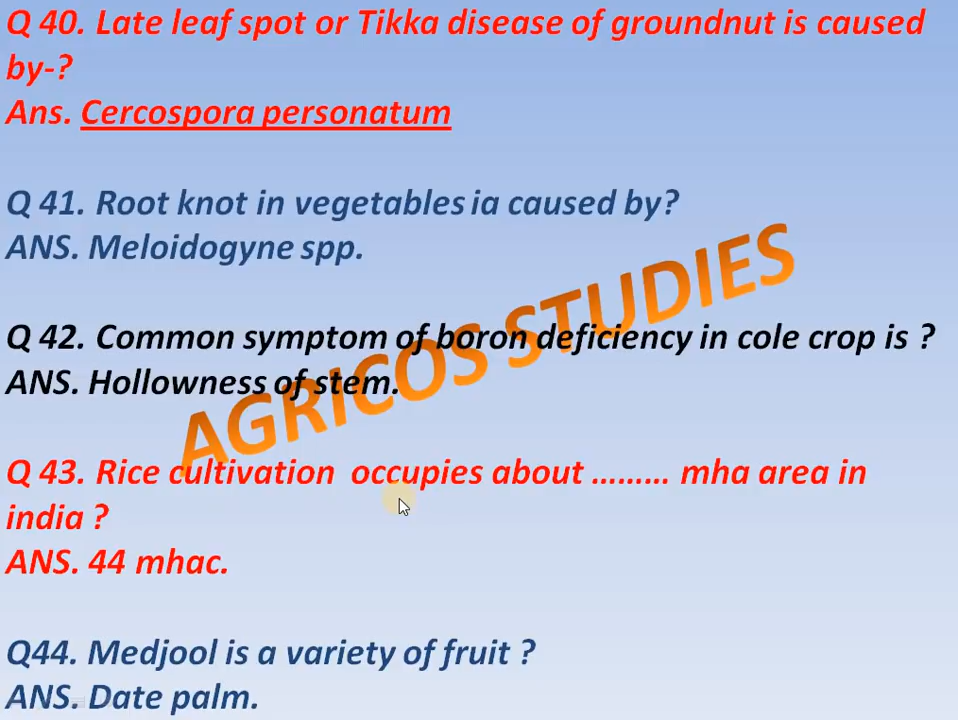 Q 40. Late leaf spot or Tikka disease of groundnut is caused
by-?
Ans. Cercospora personatum
Q 41. Root knot in vegetables ia caused by?
ANS. Meloidogyne spp.
AGRICOS STUDIES
Q 42. Common symptom of boron deficiency in cole crop is ?
ANS. Hollowness of stem.
Q 43. Rice cultivation occupies about ......... mha area in
india ?
ANS. 44 mhac.
Q44. Medjool is a variety of fruit ?
ANS. Date palm.